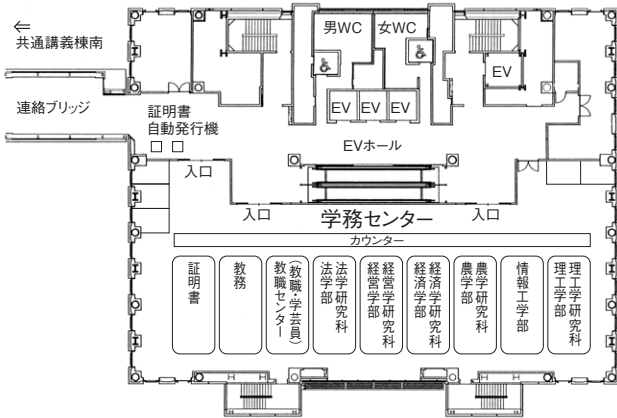 ⇐
共通講義棟南
連絡ブリッジ
証明書
自動発行機
男WC
女WC
EV
EV
EV
EV
EVホール
入口
入口
入口
学務センター
カウンター
証明書
教務
(教職・学芸員)
教職センター
法学研究科
法学部
経営学研究科
経営学部
経済学研究科
経済学部
農学研究科
農学部
情報工学部
理工学研究科
理工学部